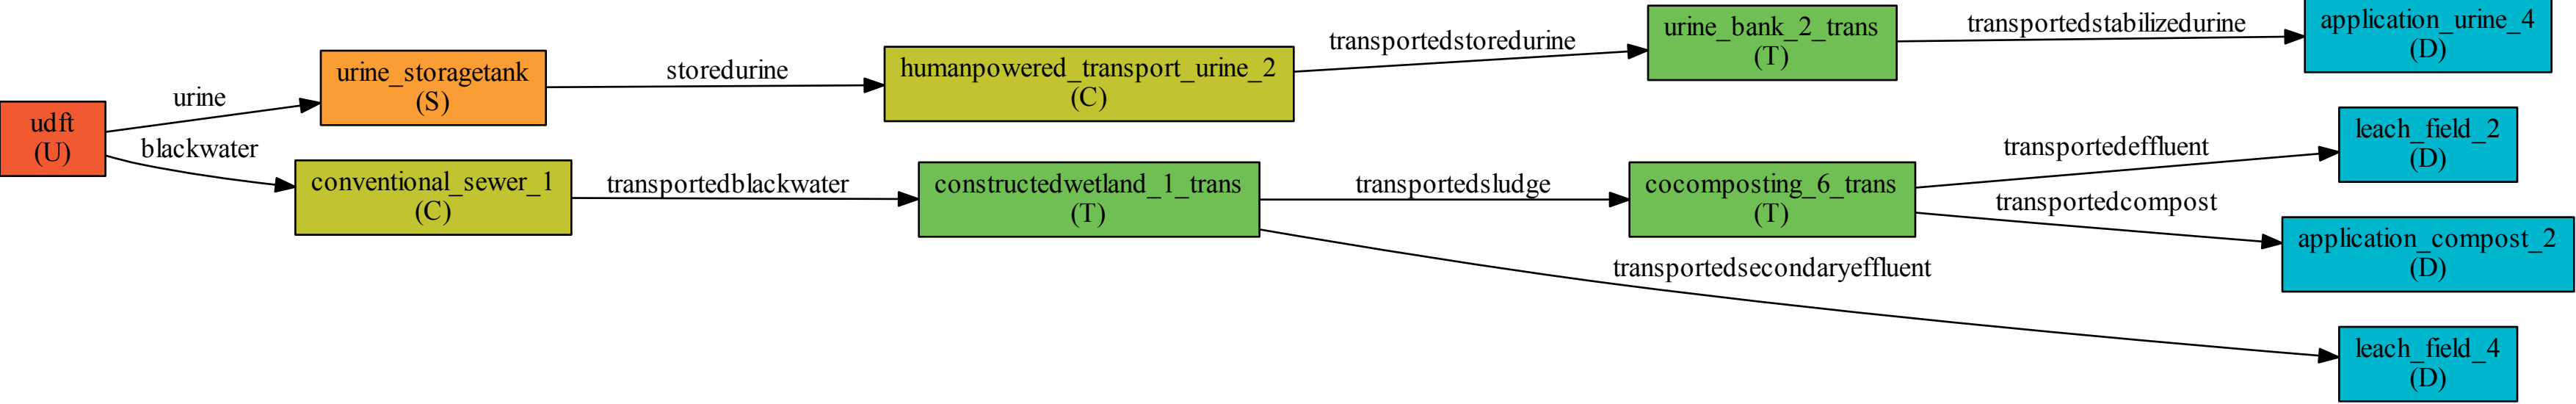 udft
(U)
urine
blackwater
urine_storagetank
(S)
conventional_sewer_1
(C)
storedurine
transportedblackwater
humanpowered_transport_urine_2
(C)
constructedwetland_1_trans
(T)
transportedstoredurine
transportedsludge
transportedsecondaryeffluent
urine_bank_2_trans
(T)
cocomposting_6_trans
(T)
transportedstabilizedurine
transportedeffluent
transportedcompost
application_urine_4
(D)
leach_field_2
(D)
application_compost_2
(D)
leach_field_4
(D)